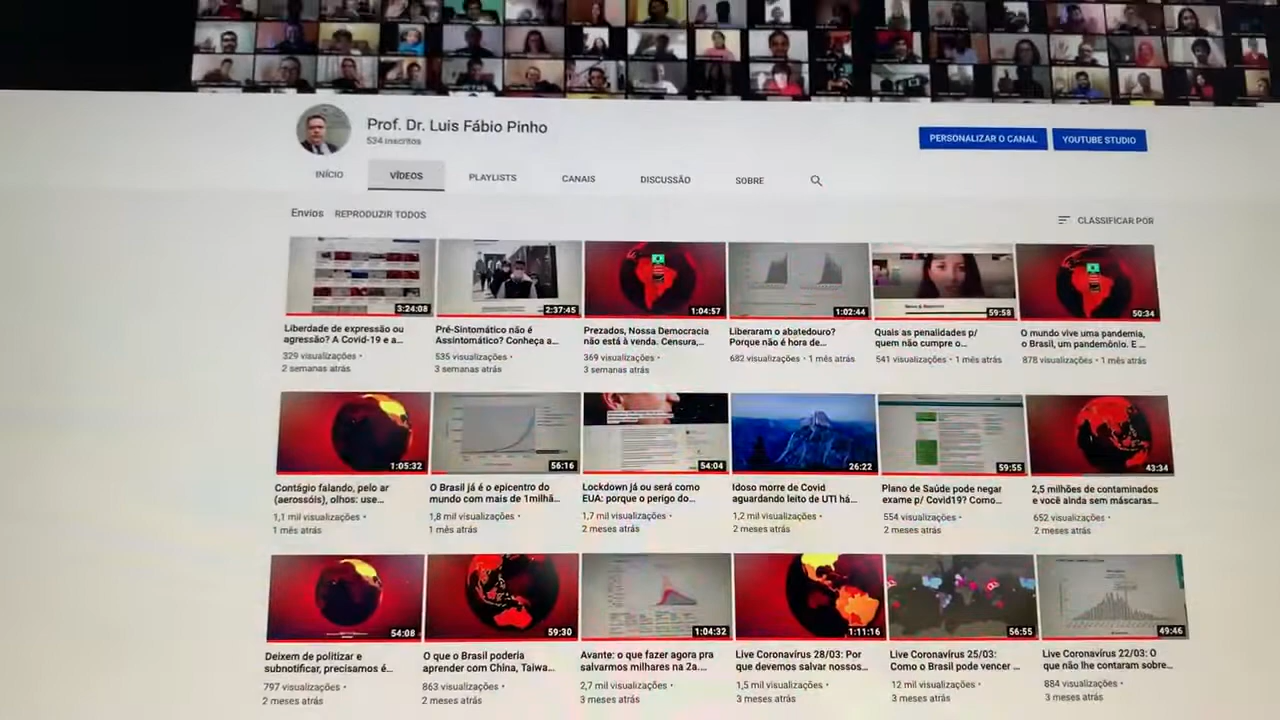 Prof. Dr. Luis Fábio Pinho
534 inscritos
PERSONALIZAR O CANAL
YOUTUBE STUDIO
INÍCIO
VÍDEOS
PLAYLISTS
CANAIS
DISCUSSÃO
SOBRE
Envios
REPRODUZIR TODOS
CLASSIFICAR POR
3:24:08
2:37:45
1:04:57
1:02:44
59:58
50:34
Liberdade de expressão ou
agressão? A Covid-19 e a...
329 visualizações •
2 semanas atrás
Pré-Sintomático não é
Assintomático? Conheça a...
535 visualizações •
3 semanas atrás
Prezados, Nossa Democracia
não está à venda. Censura,...
369 visualizações •
3 semanas atrás
Liberaram o abatedouro?
Porque não é hora de...
682 visualizações • 1 mês atrás
Quais as penalidades p/
quem não cumpre o...
541 visualizações • 1 mês atrás
O mundo vive uma pandemia,
o Brasil, um pandemônio. E ...
878 visualizações • 1 mês atrás
1:05:32
56:16
54:04
26:22
59:55
43:34
Contágio falando, pelo ar
(aerossóis), olhos: use...
1,1 mil visualizações •
1 mês atrás
O Brasil já é o epicentro do
mundo com mais de 1milhã...
1,8 mil visualizações •
1 mês atrás
Lockdown já ou será como
EUA: porque o perigo do...
1,7 mil visualizações •
2 meses atrás
Idoso morre de Covid
aguardando leito de UTI há...
1,2 mil visualizações •
2 meses atrás
Plano de Saúde pode negar
exame p/ Covid19? Como...
554 visualizações •
2 meses atrás
2,5 milhões de contaminados
e você ainda sem máscaras...
652 visualizações •
2 meses atrás
54:08
59:30
1:04:32
1:11:16
56:55
49:46
Deixem de politizar e
subnotificar, precisamos é...
797 visualizações •
2 meses atrás
O que o Brasil poderia
aprender com China, Taiwa...
863 visualizações •
2 meses atrás
Avante: o que fazer agora pra
salvarmos milhares na 2a....
2,7 mil visualizações •
3 meses atrás
Live Coronavírus 28/03: Por
que devemos salvar nossos...
1,5 mil visualizações •
3 meses atrás
Live Coronavírus 25/03:
Como o Brasil pode vencer ...
12 mil visualizações •
3 meses atrás
Live Coronavírus 22/03: O
que não lhe contaram sobre...
884 visualizações •
3 meses atrás